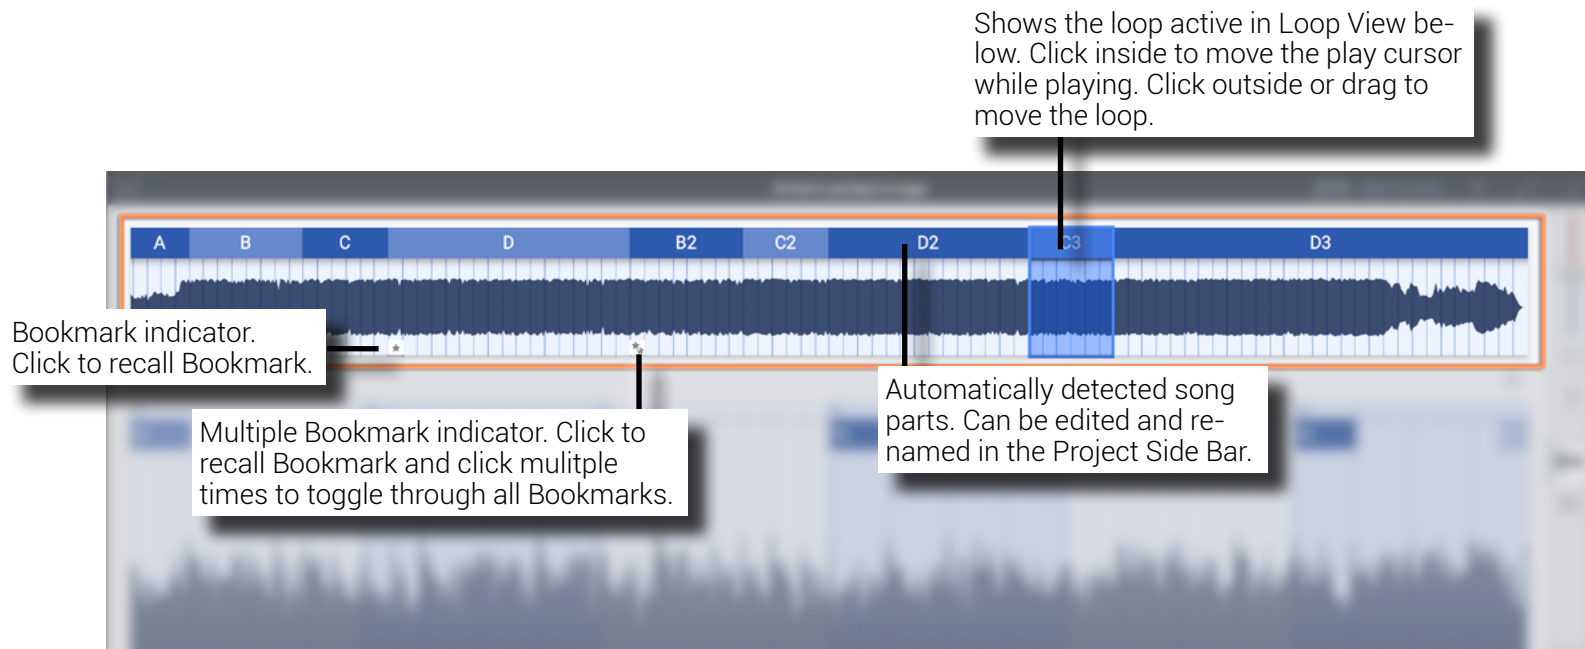 Shows the loop active in Loop View be-
low. Click inside to move the play cursor
while playing. Click outside or drag to
move the loop.
A B C D B2 C2 D2 C3 D3
Bookmark indicator.
Click to recall Bookmark.
Multiple Bookmark indicator. Click to
recall Bookmark and click mulitple
times to toggle through all Bookmarks.
Automatically detected song
parts. Can be edited and re-
named in the Project Side Bar.